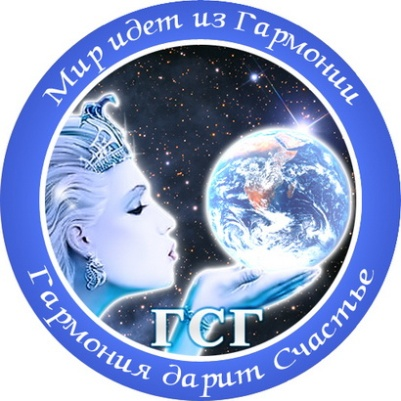 Мир идет из Гармонии
ГСГ
Гармония дарит Счастье